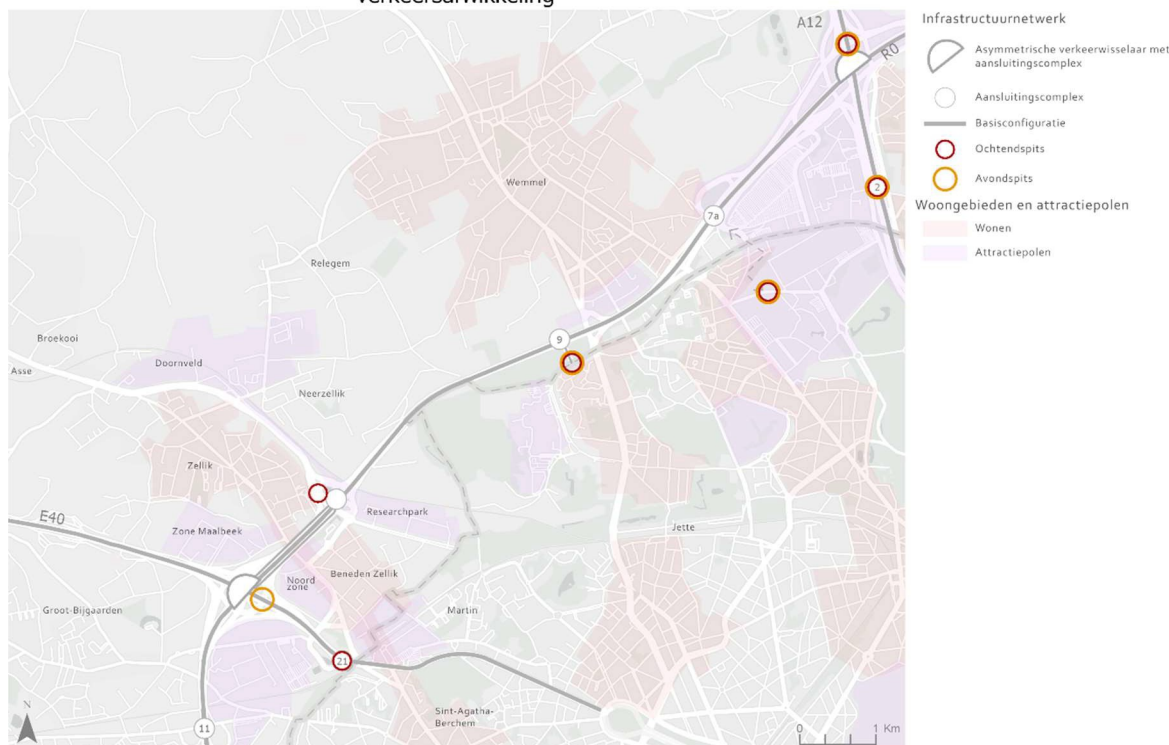 verkeersafwikkeling
A12
R0
Infrastructuurnetwerk
Asymmetrische verkeerwisselaar met
aansluitingscomplex
Aansluitingscomplex
Basisconfiguratie
Ochtendspits
Avondspits
Woongebieden en attractiepolen
Wonen
Attractiepolen
2
Wemmel
7a
Relegem
Broekooi
9
Doornveld
Asse
Neerzellik
Zellik
E40
Zone Maalbeek
Researchpark
Jette
Noord
zone
Beneden Zellik
Groot-Bijgaarden
Martin
21
Sint-Agatha-
Berchem
N
11
0 1 Km